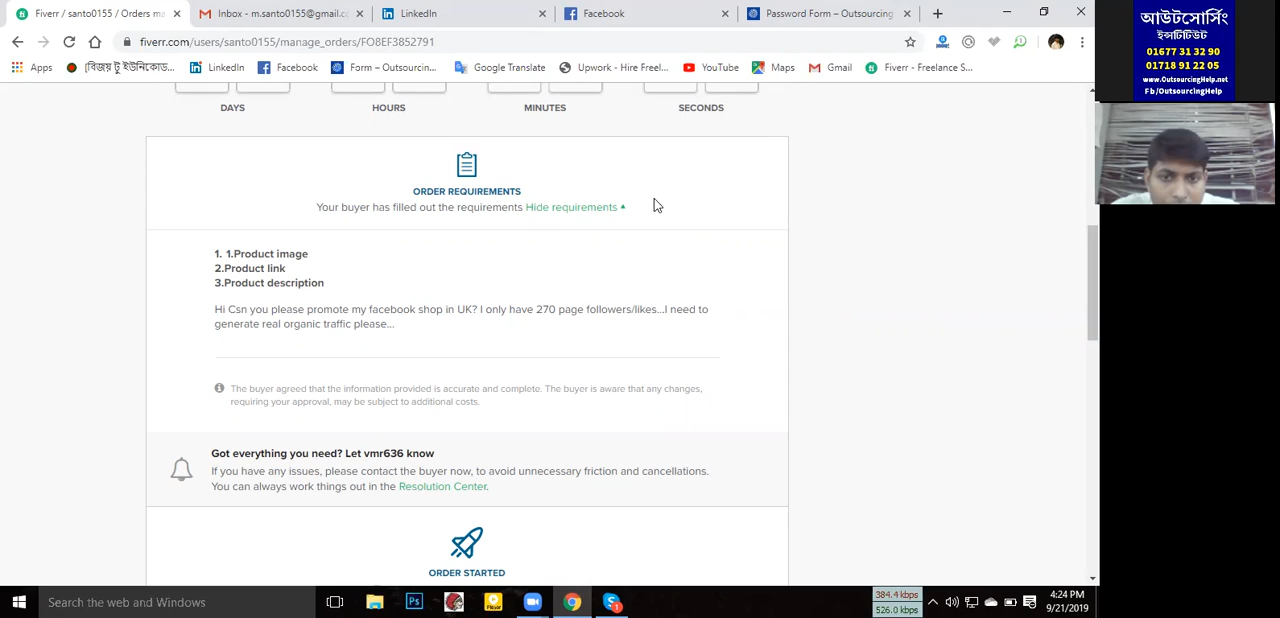 Fiverr / santo0155 / Orders ma
Inbox - m.santo0155@gmail.c
LinkedIn
Facebook
Password Form – Outsourcing
fiverr.com/users/santo0155/manage_orders/FO8EF3852791
Apps
[বিজয় টু ইউনিকোড...
LinkedIn
Facebook
Form – Outsourcin...
Google Translate
Upwork - Hire Freel...
YouTube
Maps
Gmail
Fiverr - Freelance S...
আউটসোর্সিং
ইন্সটিটিউট
01677 31 32 90
01718 91 22 05
www.OutsourcingHelp.net
Fb/OutsourcingHelp
DAYS HOURS MINUTES SECONDS
ORDER REQUIREMENTS
Your buyer has filled out the requirements Hide requirements
1. 1.Product image
2.Product link
3.Product description
Hi Csn you please promote my facebook shop in UK? I only have 270 page followers/likes...I need to
generate real organic traffic please...
The buyer agreed that the information provided is accurate and complete. The buyer is aware that any changes,
requiring your approval, may be subject to additional costs.
Got everything you need? Let vmr636 know
If you have any issues, please contact the buyer now, to avoid unnecessary friction and cancellations.
You can always work things out in the Resolution Center.
ORDER STARTED
Search the web and Windows
384.4 kbps
526.0 kbps
4:24 PM
9/21/2019